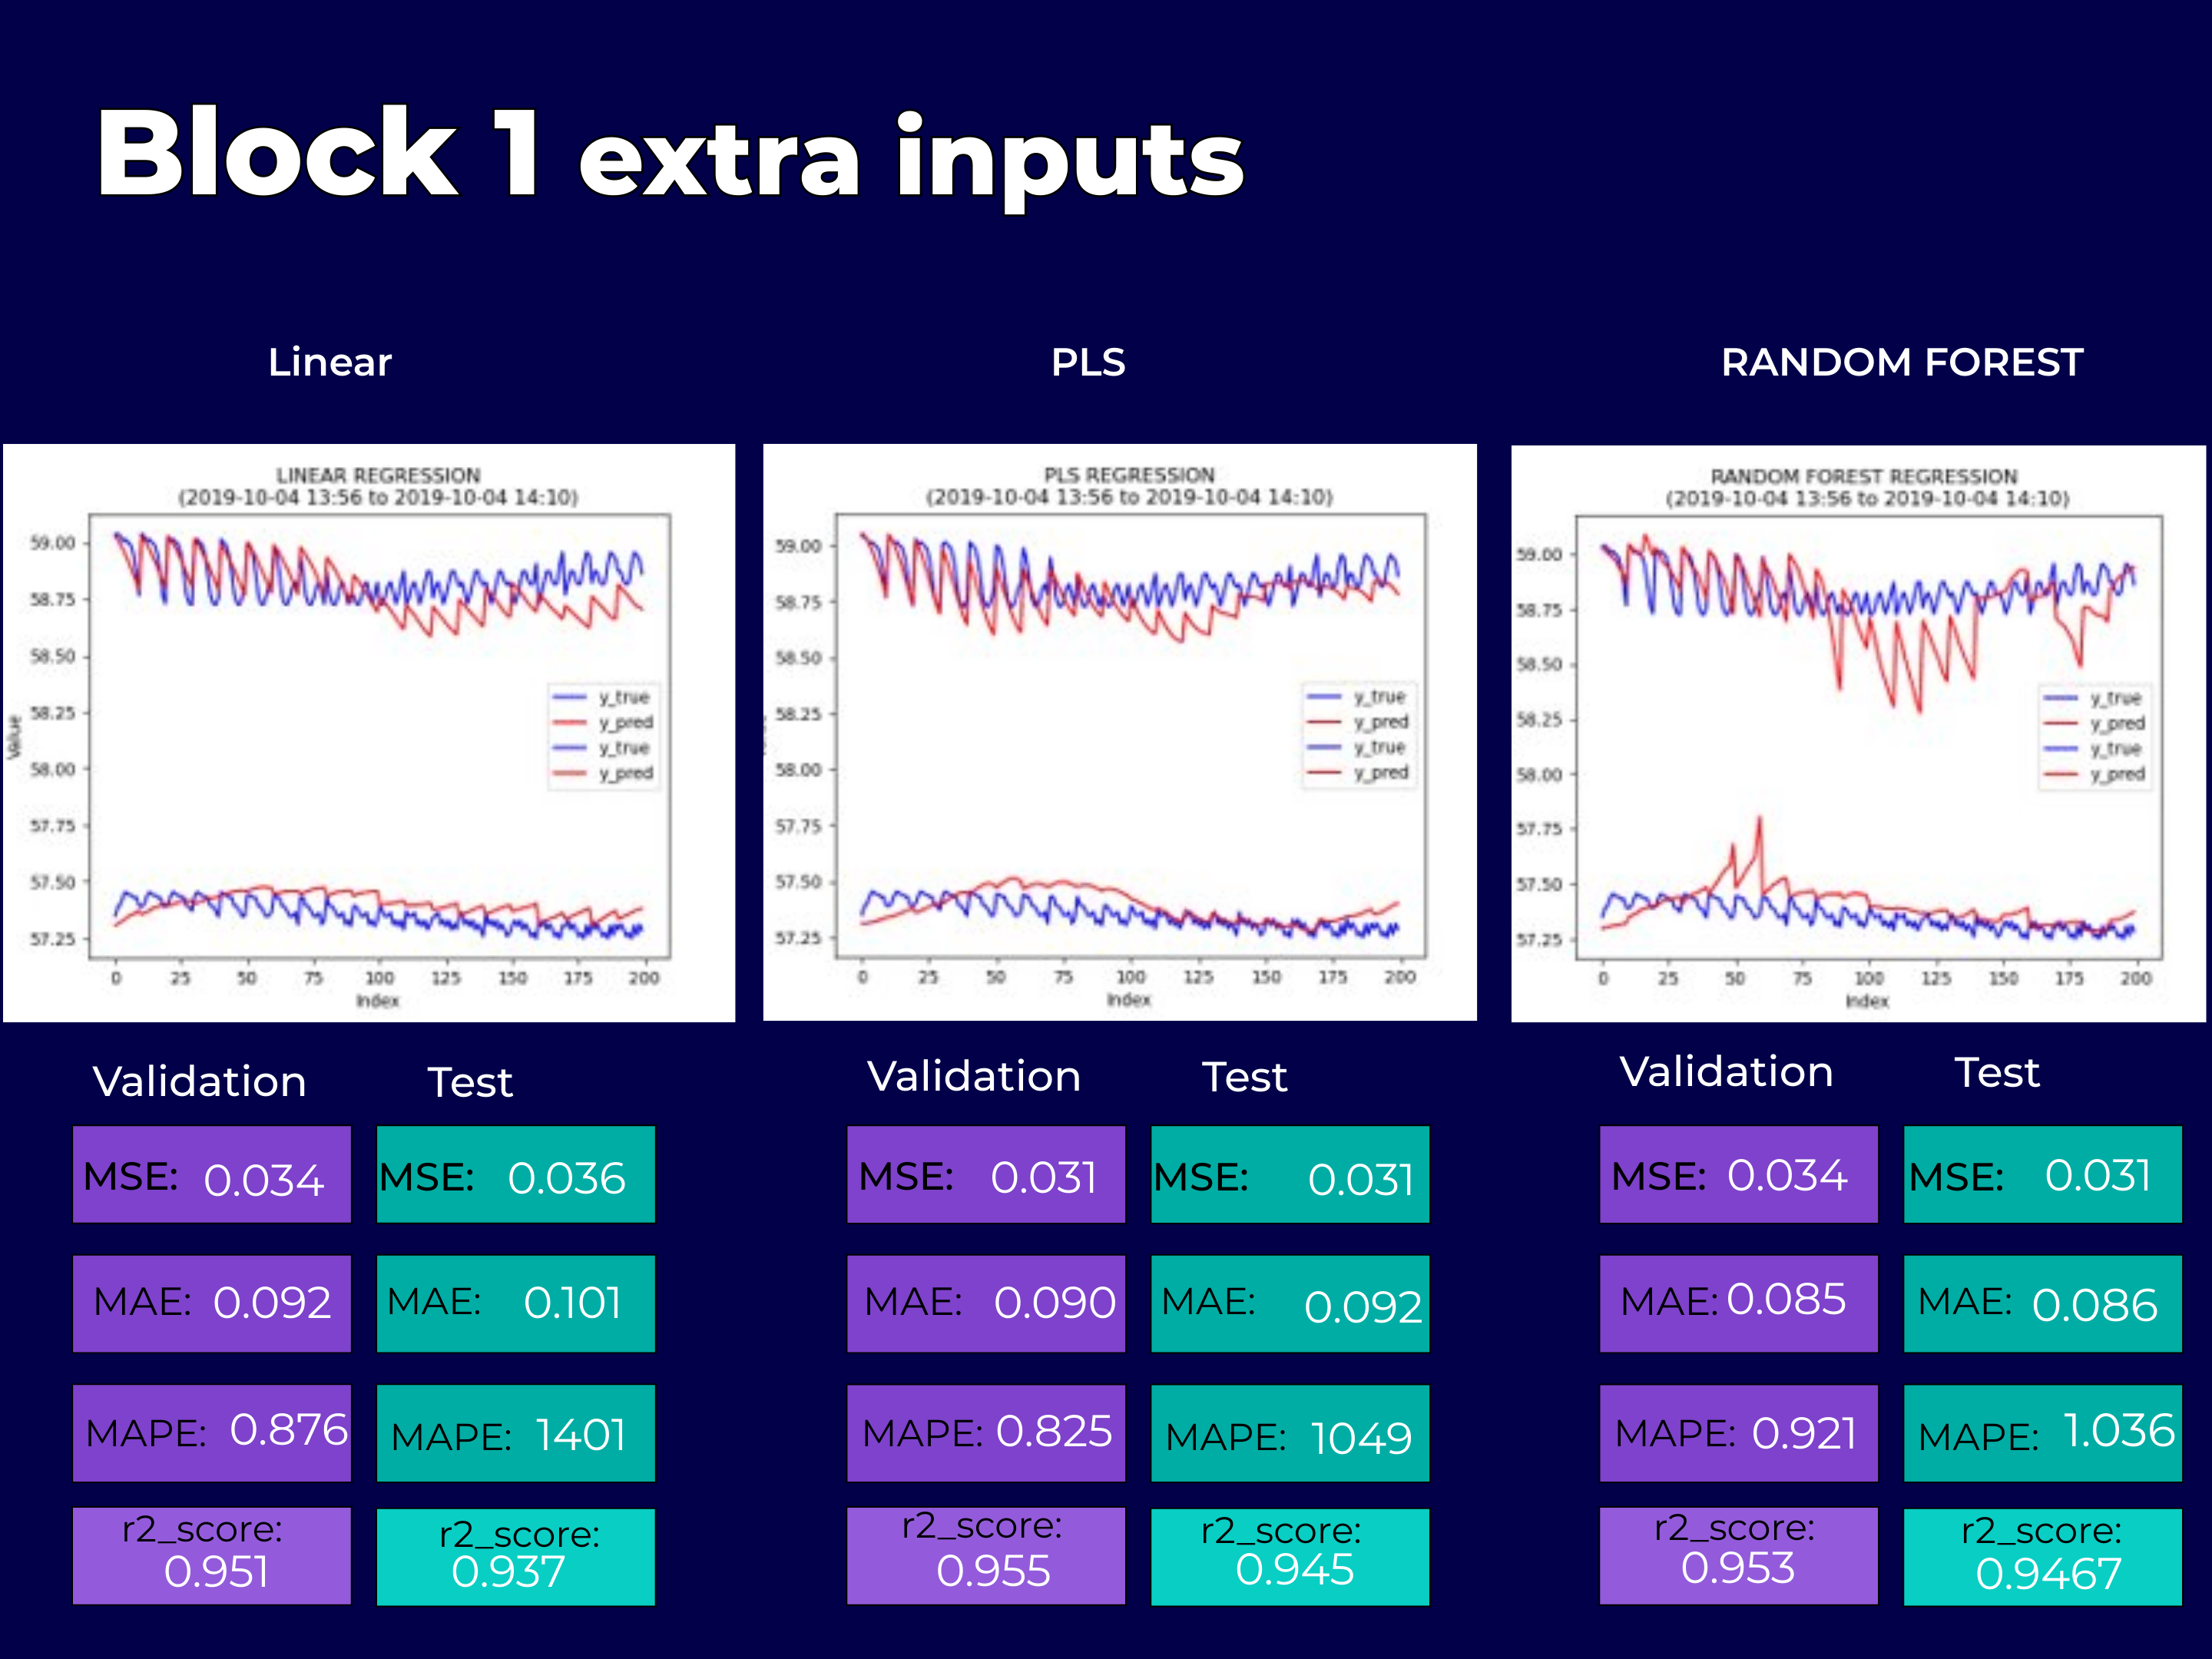 Block 1 extra inputs
Linear
PLS
RANDOM FOREST
LINEAR REGRESSION
(2019-10-04 13:56 to 2019-10-04 14:10)
59.00
58.75
58.50
58.25
58.00
57.75
57.50
57.25
Value
y_true
y_pred
y_true
y_pred
0 25 50 75 100 125 150 175 200
Index
PLS REGRESSION
(2019-10-04 13:56 to 2019-10-04 14:10)
59.00
58.75
58.50
58.25
58.00
57.75
57.50
57.25
y_true
y_pred
y_true
y_pred
0 25 50 75 100 125 150 175 200
Index
RANDOM FOREST REGRESSION
(2019-10-04 13:56 to 2019-10-04 14:10)
59.00
58.75
58.50
58.25
58.00
57.75
57.50
57.25
y_true
y_pred
y_true
y_pred
0 25 50 75 100 125 150 175 200
Index
Validation Test
MSE: 0.034 MSE: 0.036
MAE: 0.092 MAE: 0.101
MAPE: 0.876 MAPE: 1401
r2_score: r2_score:
0.951 0.937
Validation Test
MSE: 0.031 MSE: 0.031
MAE: 0.090 MAE: 0.092
MAPE: 0.825 MAPE: 1049
r2_score: r2_score:
0.955 0.945
Validation Test
MSE: 0.034 MSE: 0.031
MAE: 0.085 MAE: 0.086
MAPE: 0.921 MAPE: 1.036
r2_score: r2_score:
0.953 0.9467